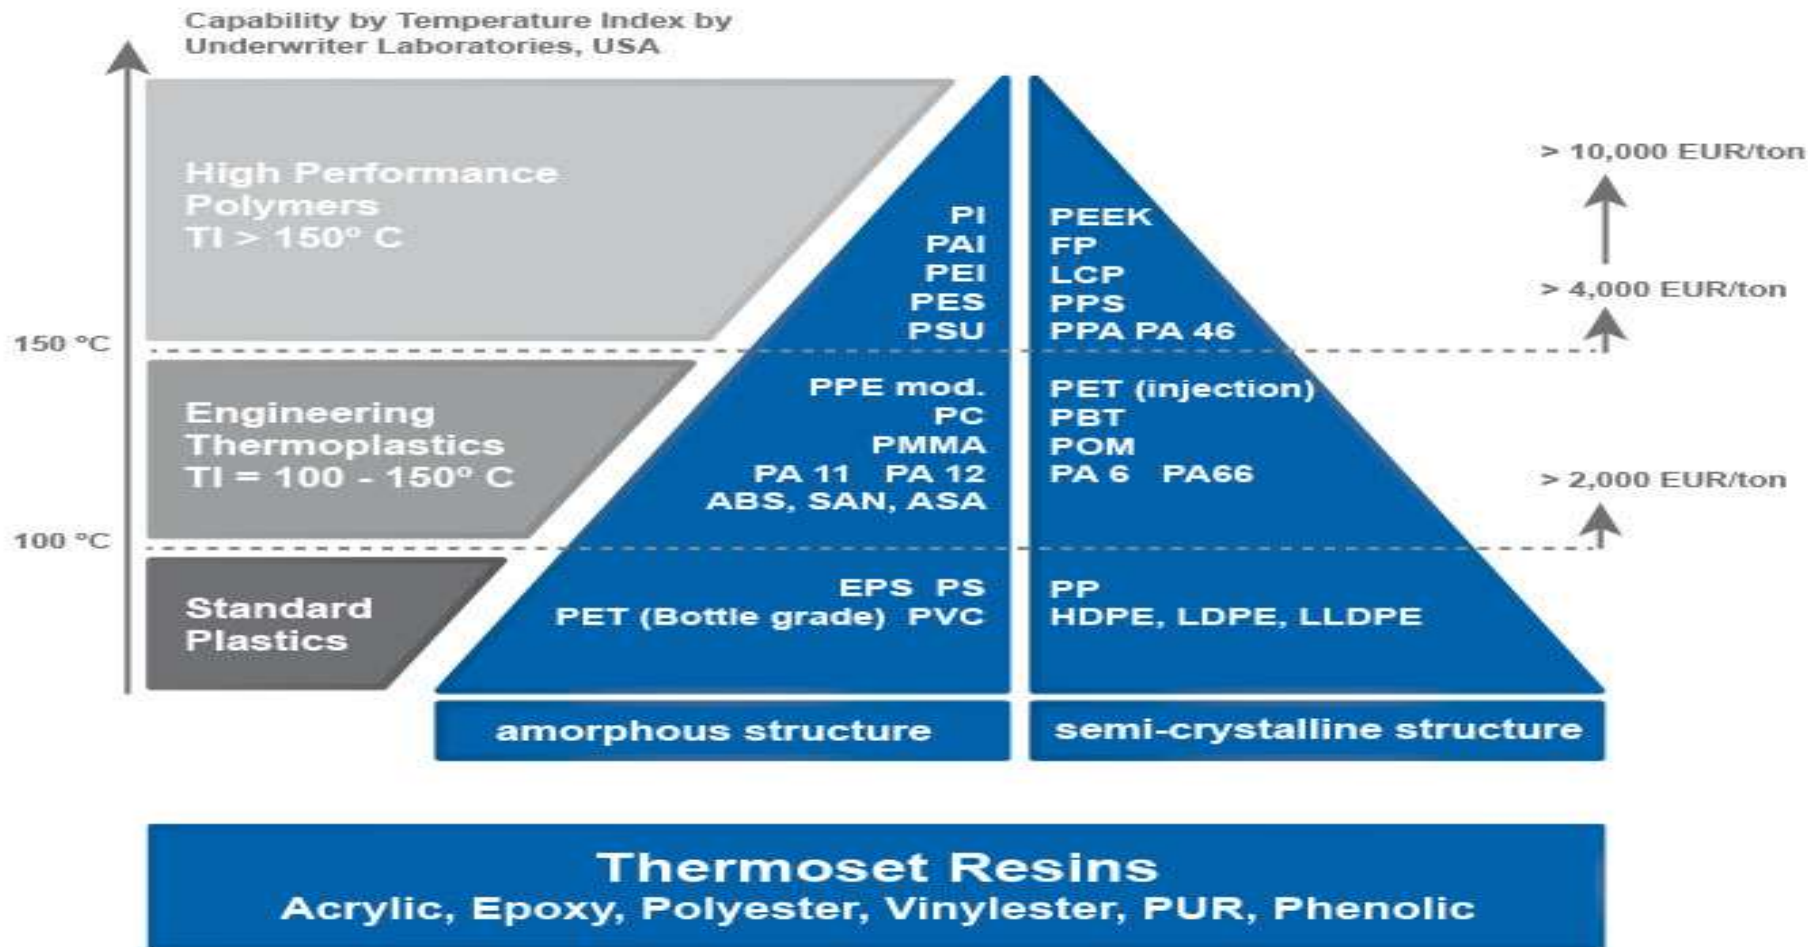 Capability by Temperature Index by
Underwriter Laboratories, USA
High Performance
Polymers
TI > 150° C
PI
PAI
PEI
PES
PSU
PEEK
FP
LCP
PPS
PPA PA 46
> 10,000 EUR/ton
> 4,000 EUR/ton
150 °C
Engineering
Thermoplastics
TI = 100 - 150° C
PPE mod.
PC
PMMA
PA 11 PA 12
ABS, SAN, ASA
PET (injection)
PBT
POM
PA 6 PA66
> 2,000 EUR/ton
100 °C
Standard
Plastics
EPS PS
PET (Bottle grade) PVC
PP
HDPE, LDPE, LLDPE
amorphous structure
semi-crystalline structure
Thermoset Resins
Acrylic, Epoxy, Polyester, Vinylester, PUR, Phenolic